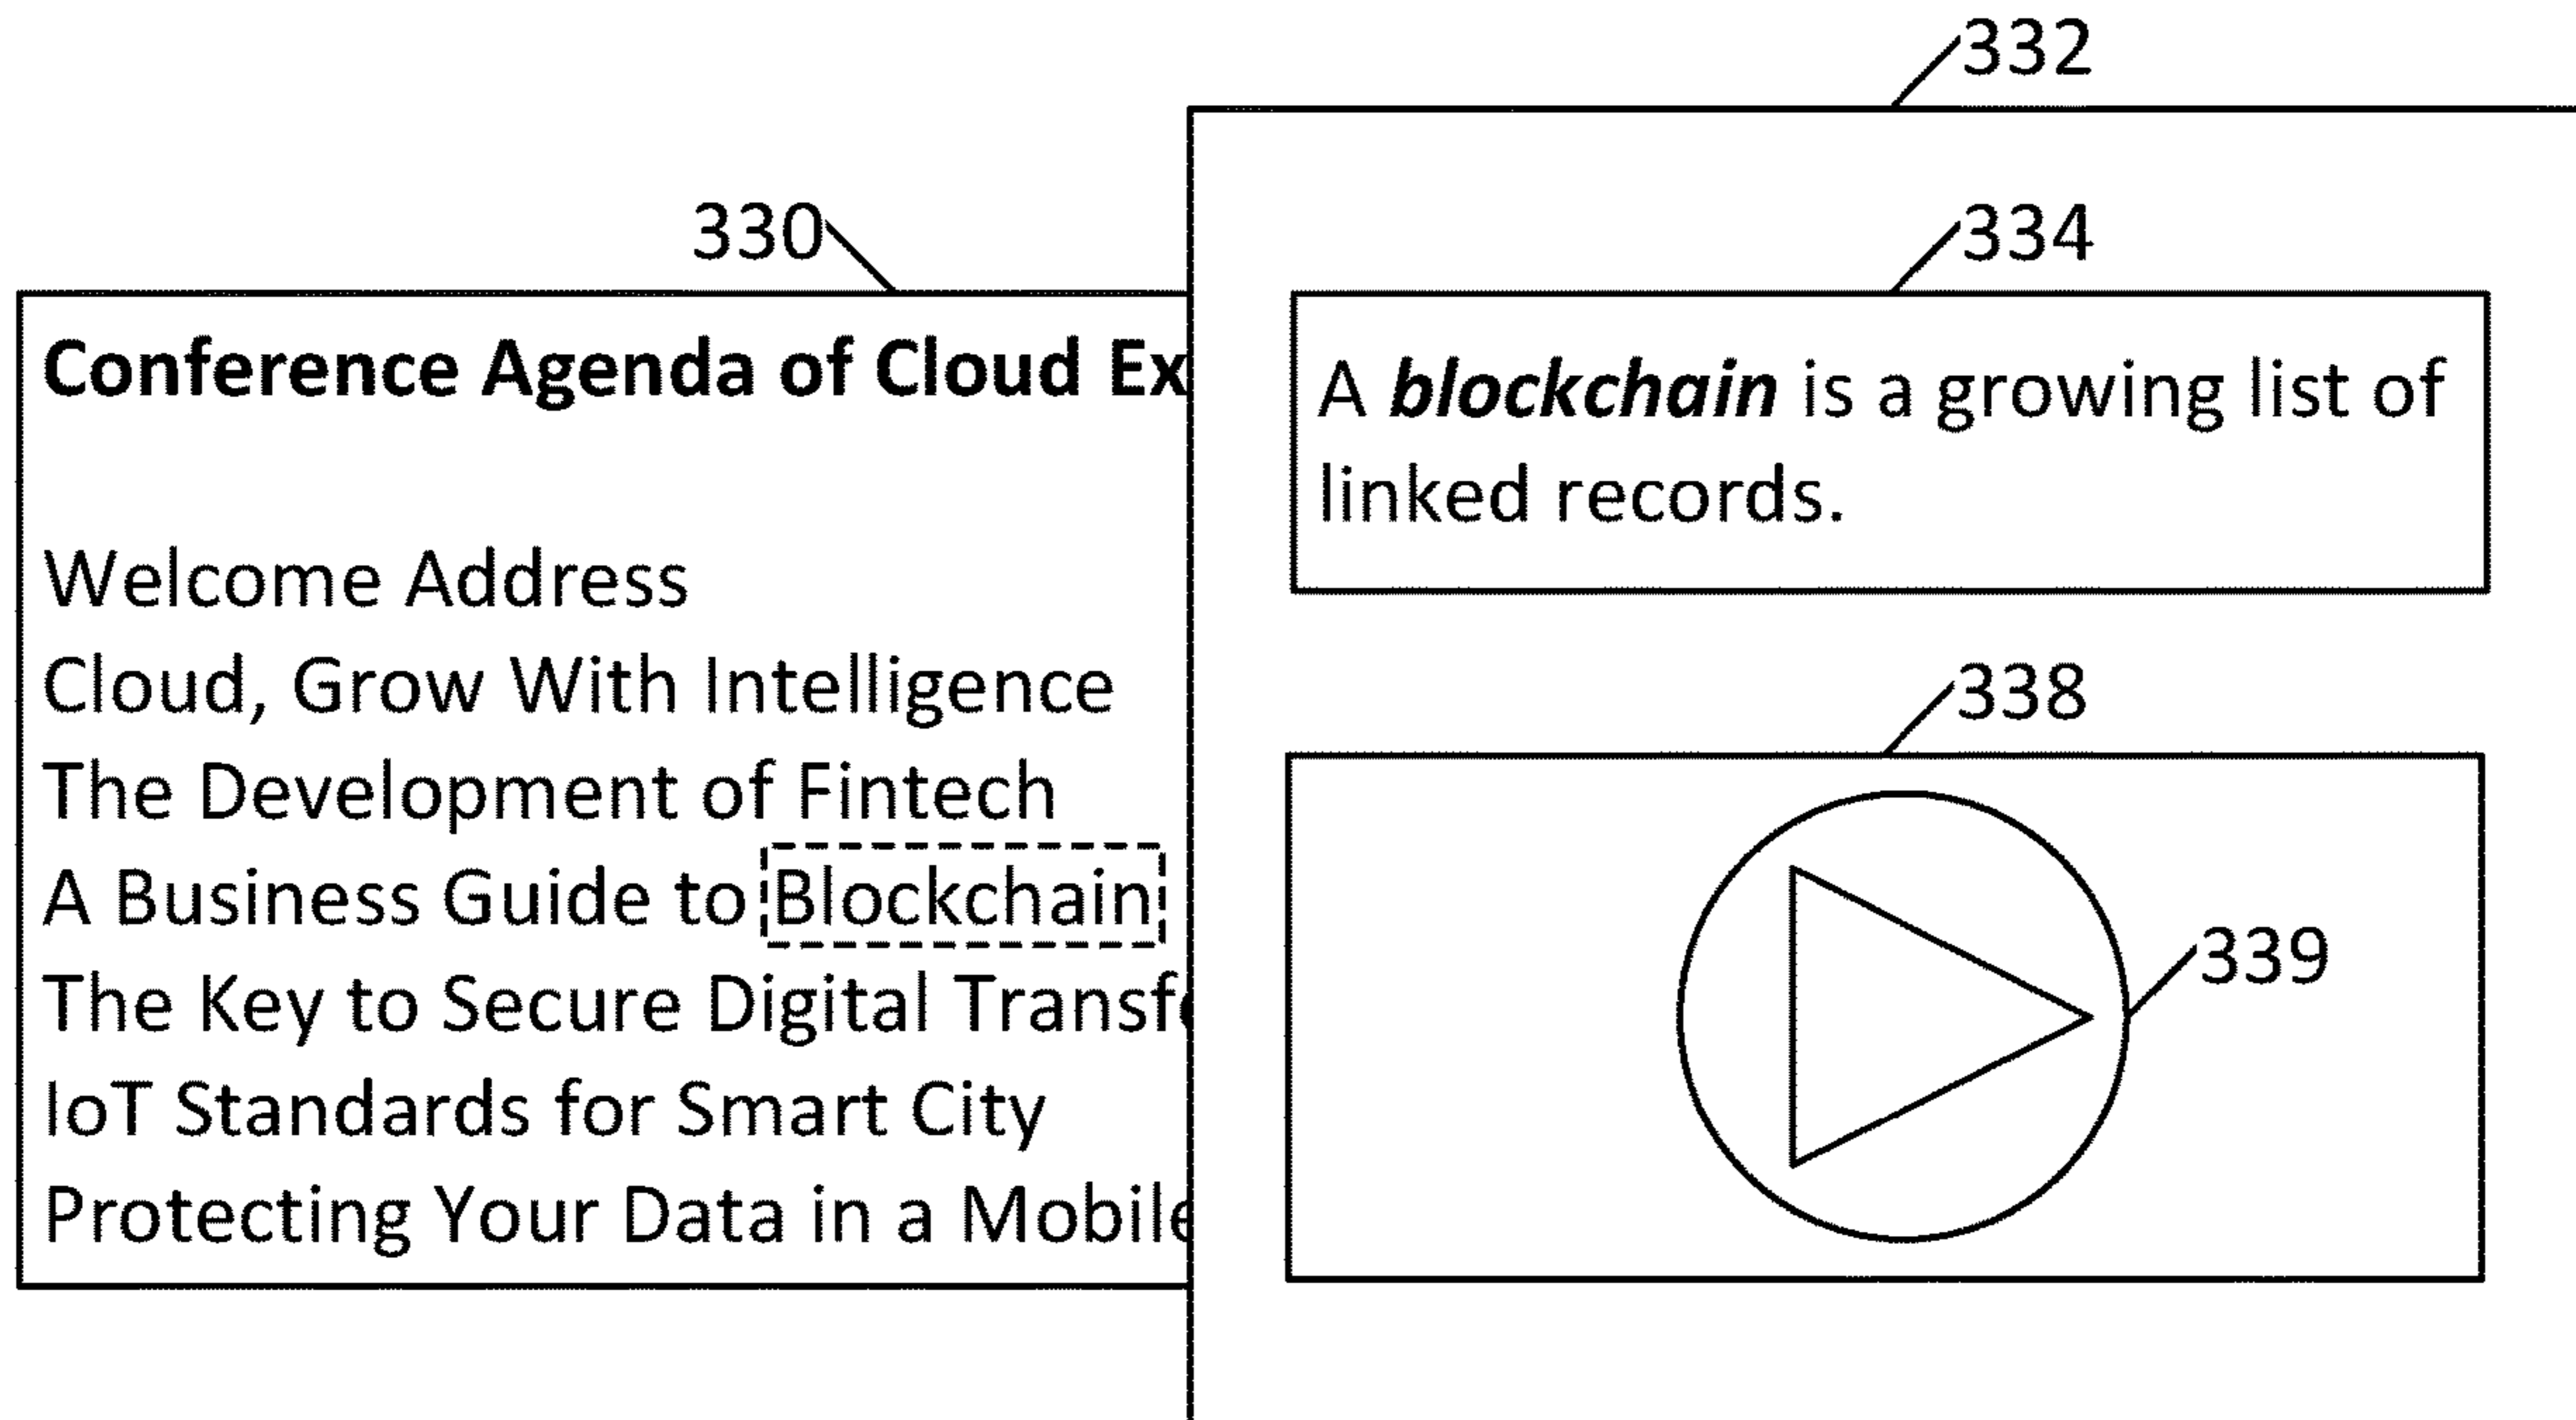 332
330
334
Conference Agenda of Cloud Ex
A blockchain is a growing list of
linked records.
Welcome Address
Cloud, Grow With Intelligence
338
The Development of Fintech
A Business Guide to Blockchain
339
The Key to Secure Digital Transf
IoT Standards for Smart City
Protecting Your Data in a Mobile